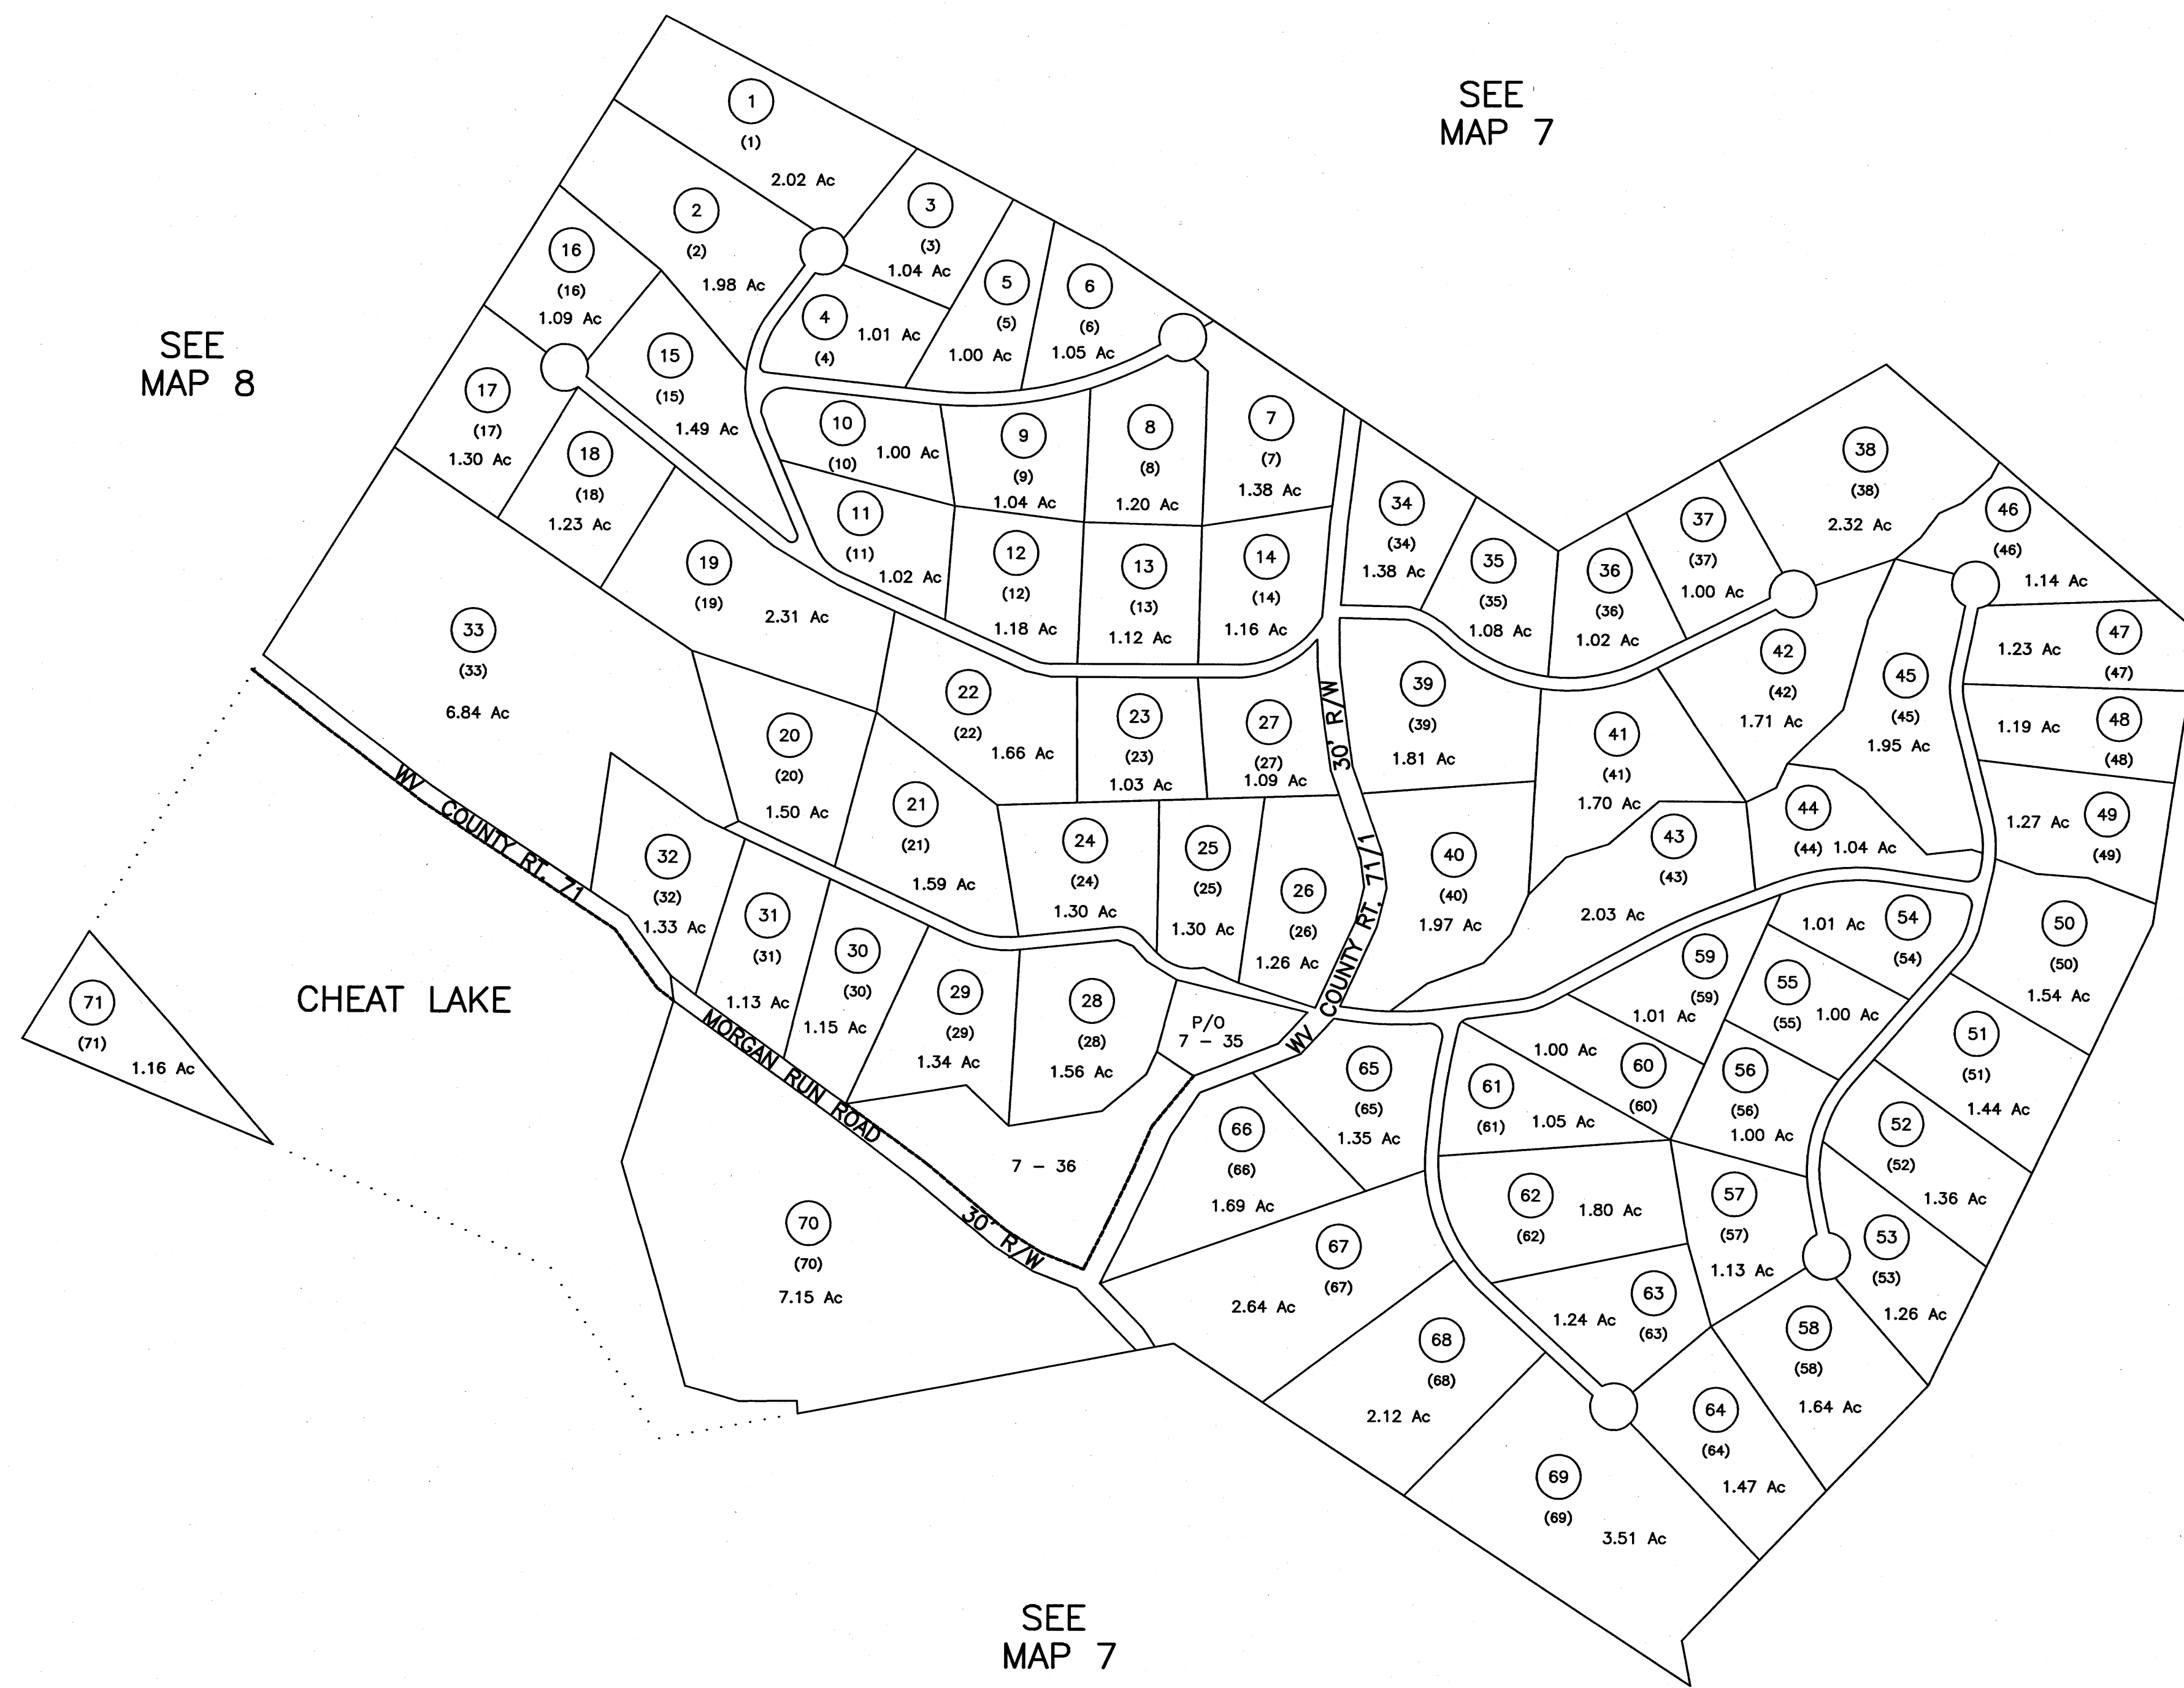 SEE
MAP 7
SEE
MAP 8
1
(1)
2.02 Ac
2
(2)
1.98 Ac
3
(3)
1.04 Ac
4
(4)
1.01 Ac
5
(5)
1.00 Ac
6
(6)
1.05 Ac
16
(16)
1.09 Ac
15
(15)
1.49 Ac
17
(17)
1.30 Ac
18
(18)
1.23 Ac
10
(10)
1.00 Ac
9
(9)
1.04 Ac
8
(8)
1.20 Ac
7
(7)
1.38 Ac
11
(11)
1.02 Ac
12
(12)
1.18 Ac
13
(13)
1.12 Ac
14
(14)
1.16 Ac
34
(34)
1.38 Ac
35
(35)
1.08 Ac
36
(36)
1.02 Ac
37
(37)
1.00 Ac
38
(38)
2.32 Ac
46
(46)
1.14 Ac
47
1.23 Ac
(47)
48
1.19 Ac
(48)
49
1.27 Ac
(49)
19
(19)
2.31 Ac
33
(33)
6.84 Ac
20
(20)
1.50 Ac
21
(21)
1.59 Ac
22
(22)
1.66 Ac
23
(23)
1.03 Ac
27
(27)
1.09 Ac
30' R/W
39
(39)
1.81 Ac
41
(41)
1.70 Ac
42
(42)
1.71 Ac
45
(45)
1.95 Ac
44
(44) 1.04 Ac
43
(43)
2.03 Ac
40
(40)
1.97 Ac
24
(24)
1.30 Ac
25
(25)
1.30 Ac
26
(26)
1.26 Ac
WV COUNTY RT. 71/1
WV COUNTY RT. 71
32
(32)
1.33 Ac
31
(31)
1.13 Ac
30
(30)
1.15 Ac
29
(29)
1.34 Ac
28
(28)
1.56 Ac
P/O
7 - 35
7 - 36
MORGAN RUN ROAD
30' R/W
CHEAT LAKE
71
(71)
1.16 Ac
70
(70)
7.15 Ac
54
1.01 Ac
(54)
50
(50)
1.54 Ac
59
(59)
1.01 Ac
55
(55)
1.00 Ac
51
(51)
1.44 Ac
60
1.00 Ac
(60)
56
(56)
1.00 Ac
52
(52)
1.36 Ac
61
(61)
1.05 Ac
65
(65)
1.35 Ac
66
(66)
1.69 Ac
62
(62)
1.80 Ac
57
(57)
1.13 Ac
53
(53)
1.26 Ac
67
(67)
2.64 Ac
63
1.24 Ac
(63)
58
(58)
1.64 Ac
68
(68)
2.12 Ac
64
(64)
1.47 Ac
69
(69)
3.51 Ac
SEE
MAP 7